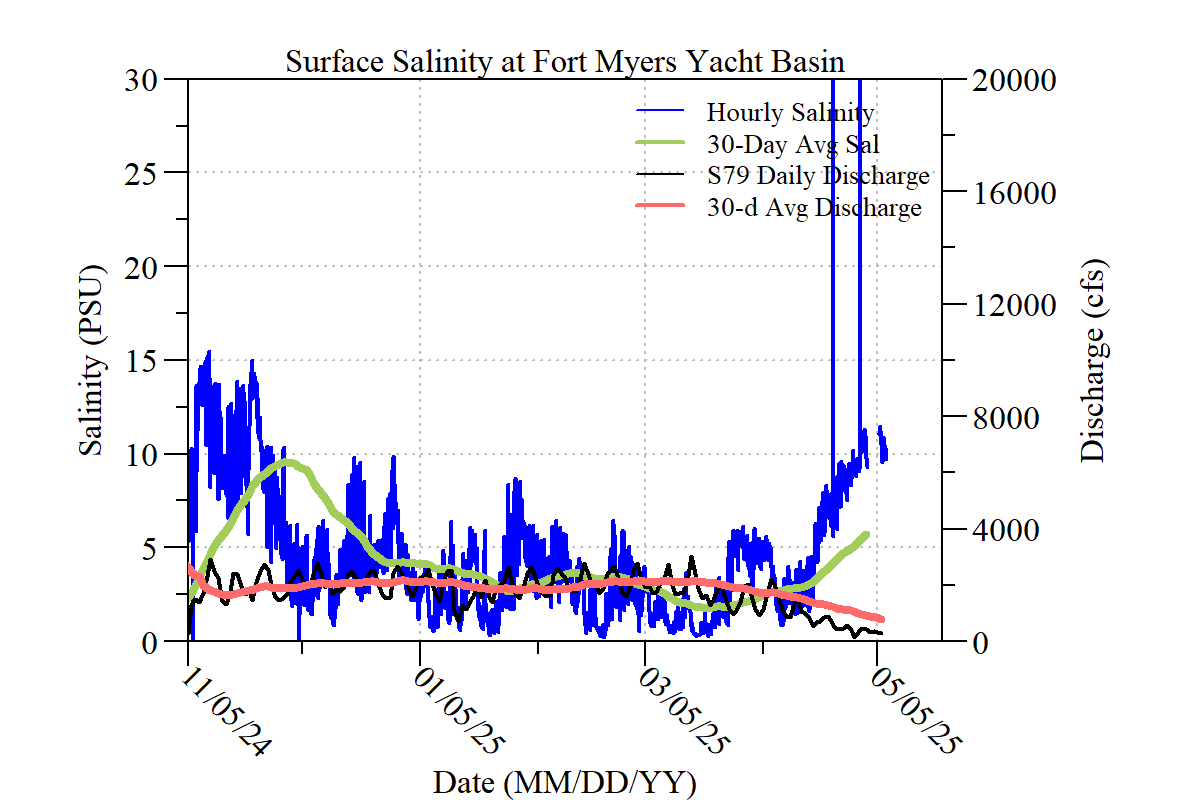 Surface Salinity at Fort Myers Yacht Basin
30
25
20
15
10
5
0
Salinity (PSU)
Hourly Salinity
30-Day Avg Sal
S79 Daily Discharge
30-d Avg Discharge
20000
16000
12000
8000
4000
0
Discharge (cfs)
11/05/24
01/05/25
03/05/25
05/05/25
Date (MM/DD/YY)